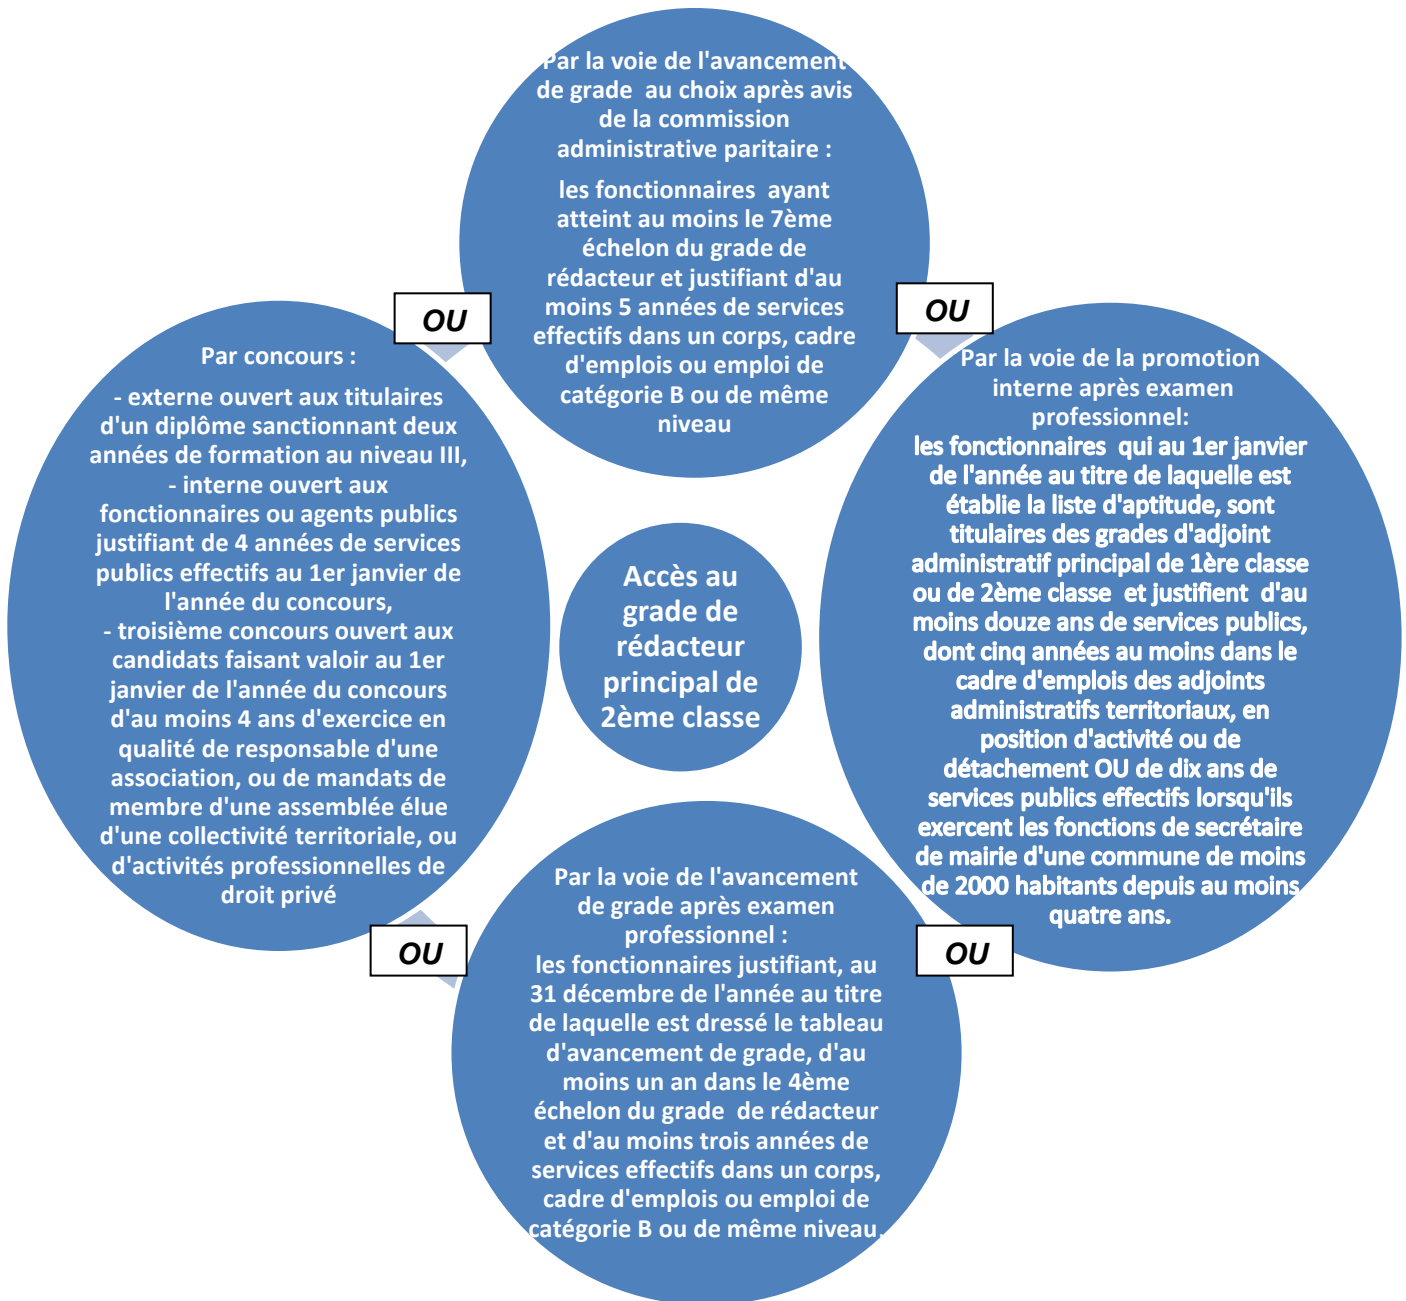 Par la voie de l'avancement
de grade au choix après avis
de la commission
administrative paritaire :
les fonctionnaires ayant
atteint au moins le 7ème
échelon du grade de
rédacteur et justifiant d'au
moins 5 années de services
effectifs dans un corps, cadre
d'emplois ou emploi de
catégorie B ou de même
niveau
OU
OU
Par concours :
- externe ouvert aux titulaires
d'un diplôme sanctionnant deux
années de formation au niveau III,
- interne ouvert aux
fonctionnaires ou agents publics
justifiant de 4 années de services
publics effectifs au 1er janvier de
l'année du concours,
- troisième concours ouvert aux
candidats faisant valoir au 1er
janvier de l'année du concours
d'au moins 4 ans d'exercice en
qualité de responsable d'une
association, ou de mandats de
membre d'une assemblée élue
d'une collectivité territoriale, ou
d'activités professionnelles de
droit privé
Accès au
grade de
rédacteur
principal de
2ème classe
Par la voie de la promotion
interne après examen
professionnel:
les fonctionnaires qui au 1er janvier
de l'année au titre de laquelle est
établie la liste d'aptitude, sont
titulaires des grades d'adjoint
administratif principal de 1ère classe
ou de 2ème classe et justifient d'au
moins douze ans de services publics,
dont cinq années au moins dans le
cadre d'emplois des adjoints
administratifs territoriaux, en
position d'activité ou de
détachement OU de dix ans de
services publics effectifs lorsqu'ils
exercent les fonctions de secrétaire
de mairie d'une commune de moins
de 2000 habitants depuis au moins
quatre ans.
OU
OU
Par la voie de l'avancement
de grade après examen
professionnel :
les fonctionnaires justifiant, au
31 décembre de l'année au titre
de laquelle est dressé le tableau
d'avancement de grade, d'au
moins un an dans le 4ème
échelon du grade de rédacteur
et d'au moins trois années de
services effectifs dans un corps,
cadre d'emplois ou emploi de
catégorie B ou de même niveau.